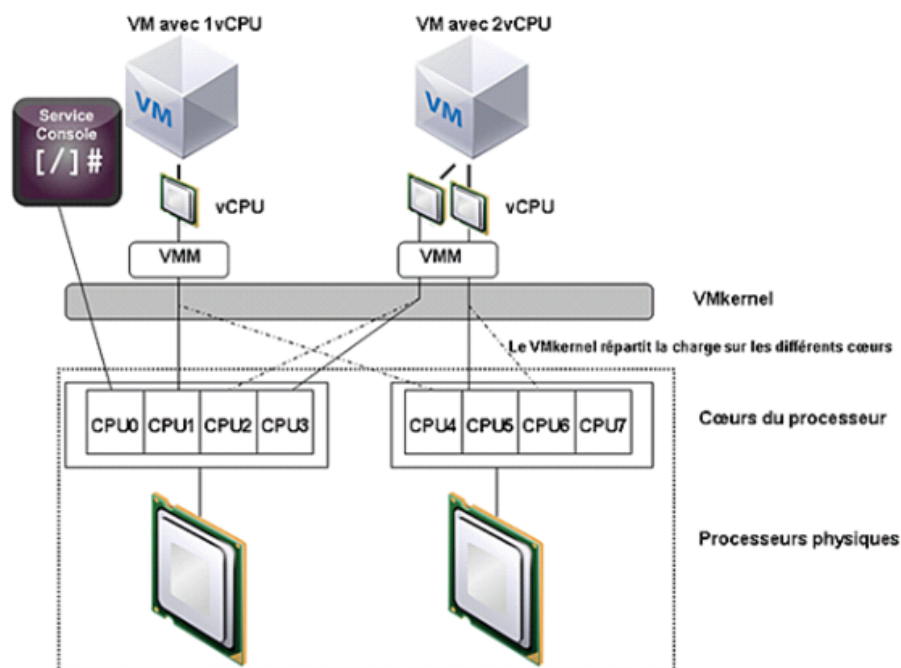 VM avec 1vCPU
VM avec 2vCPU
Service
Console
[/]#
VM
VM
vCPU
vCPU
VMM
VMM
VMkernel
Le VMkernel répartit la charge sur les différents cœurs
CPU0 CPU1 CPU2 CPU3
CPU4 CPU5 CPU6 CPU7
Cœurs du processeur
Processeurs physiques